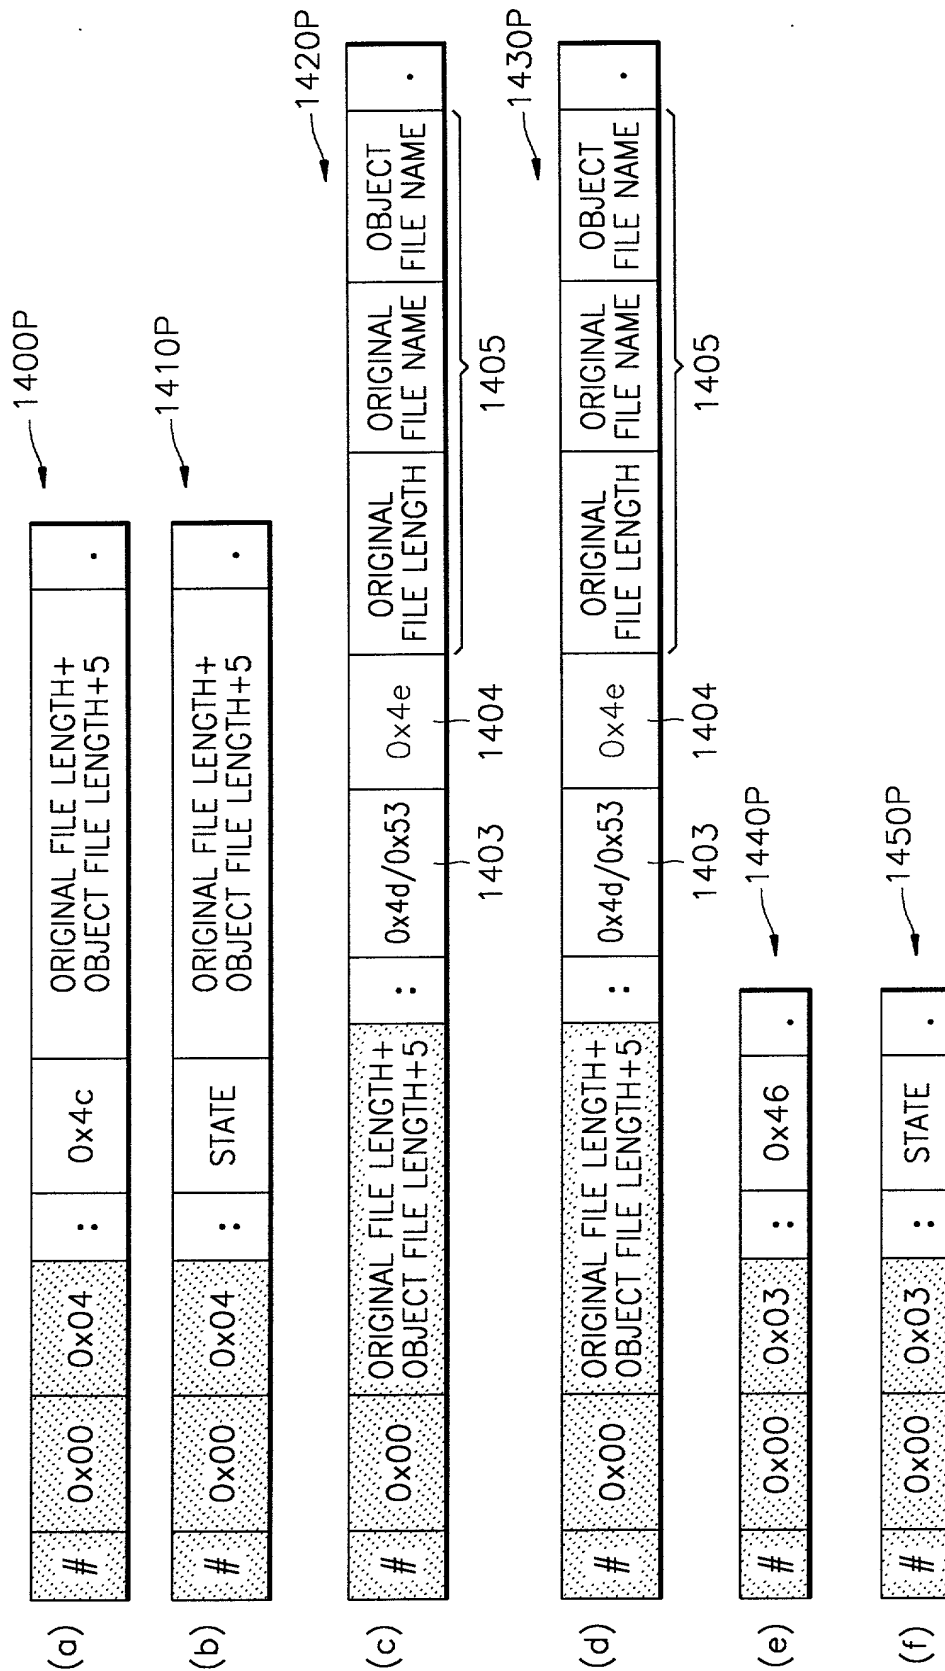 1400P
(a)
#
0x00
0x04
:
0x4c
ORIGINAL FILE LENGTH+
OBJECT FILE LENGTH+5
.
1410P
(b)
#
0x00
0x04
:
STATE
ORIGINAL FILE LENGTH+
OBJECT FILE LENGTH+5
.
1420P
(c)
#
0x00
ORIGINAL FILE LENGTH+
OBJECT FILE LENGTH+5
:
0x4d/0x53
0x4e
ORIGINAL
FILE LENGTH
ORIGINAL
FILE NAME
OBJECT
FILE NAME
.
1403
1404
1405
1430P
(d)
#
0x00
ORIGINAL FILE LENGTH+
OBJECT FILE LENGTH+5
:
0x4d/0x53
0x4e
ORIGINAL
FILE LENGTH
ORIGINAL
FILE NAME
OBJECT
FILE NAME
.
1403
1404
1405
1440P
(e)
#
0x00
0x03
:
0x46
.
1450P
(f)
#
0x00
0x03
:
STATE
.